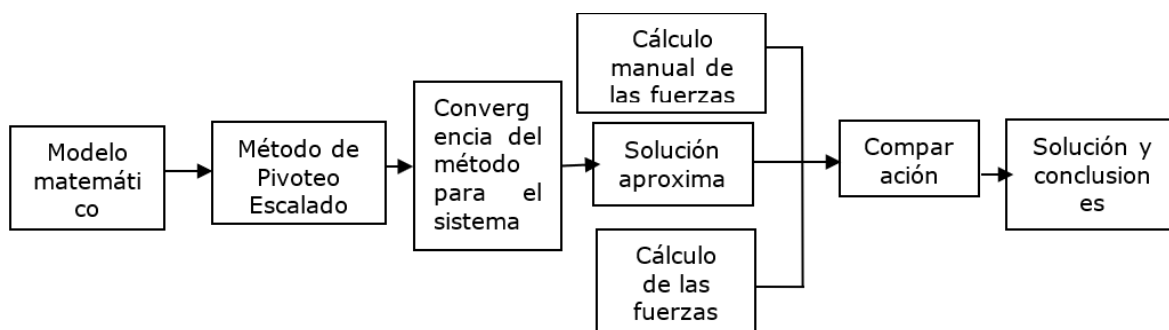 Modelo
matemáti
co
Método de
Pivoteo
Escalado
Converg
encia del
método
para el
sistema
Cálculo
manual de
las fuerzas
Solución
aproxima
Cálculo
de las
fuerzas
Compar
ación
Solución y
conclusion
es